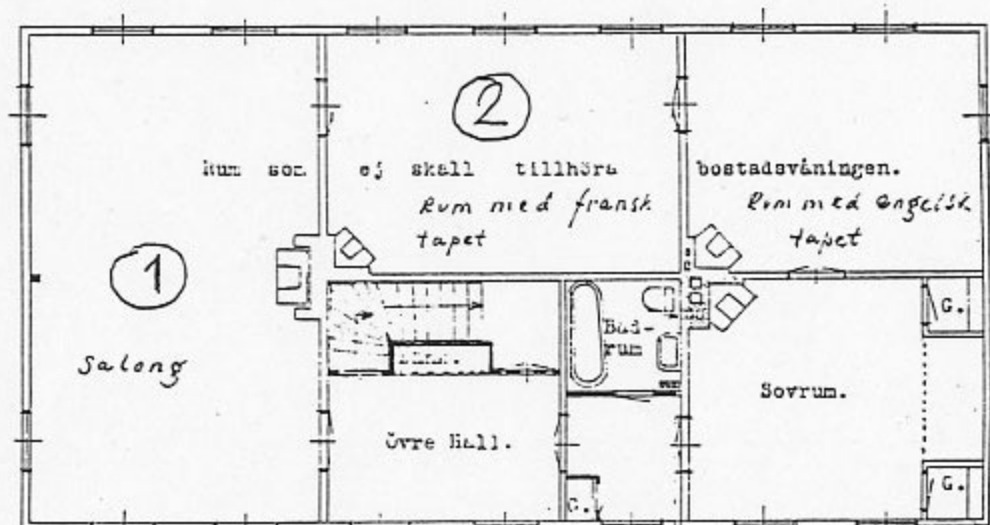 2
Rum som ej skall tillhöra bostadsvåningen.
Rum med fransk
tapet
Rum med engelsk
tapet
1
Salong
Bad-
rum
G.
Sovrum.
Övre Hall.
G.
G.